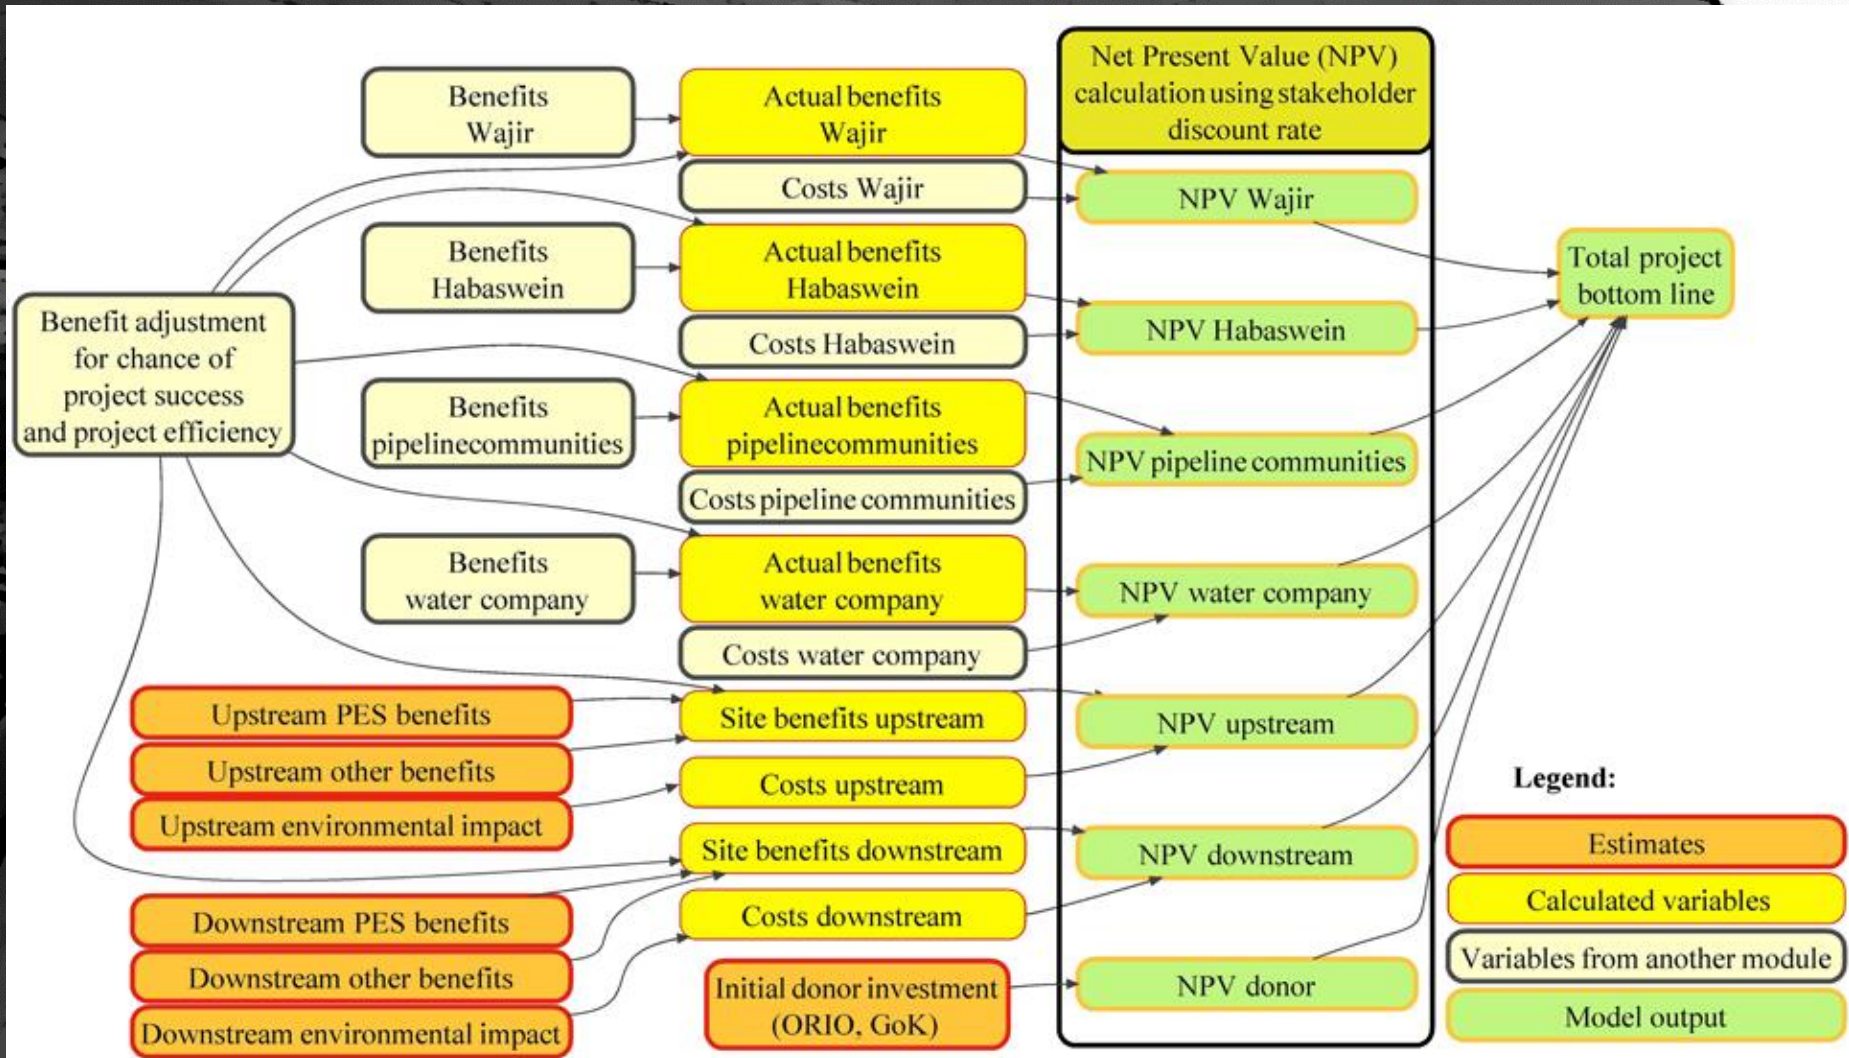 Benefit adjustment
for chance of
project success
and project efficiency
Benefits
Wajir
Benefits
Habaswein
Benefits
pipelinecommunities
Benefits
water company
Upstream PES benefits
Upstream other benefits
Upstream environmental impact
Downstream PES benefits
Downstream other benefits
Downstream environmental impact
Actual benefits
Wajir
Costs Wajir
Actual benefits
Habaswein
Costs Habaswein
Actual benefits
pipelinecommunities
Costs pipeline communities
Actual benefits
water company
Costs water company
Site benefits upstream
Costs upstream
Site benefits downstream
Costs downstream
Initial donor investment
(ORIO, GoK)
Net Present Value (NPV)
calculation using stakeholder
discount rate
NPV Wajir
NPV Habaswein
NPV pipeline communities
NPV water company
NPV upstream
NPV downstream
NPV donor
Total project
bottom line
Legend:
Estimates
Calculated variables
Variables from another module
Model output